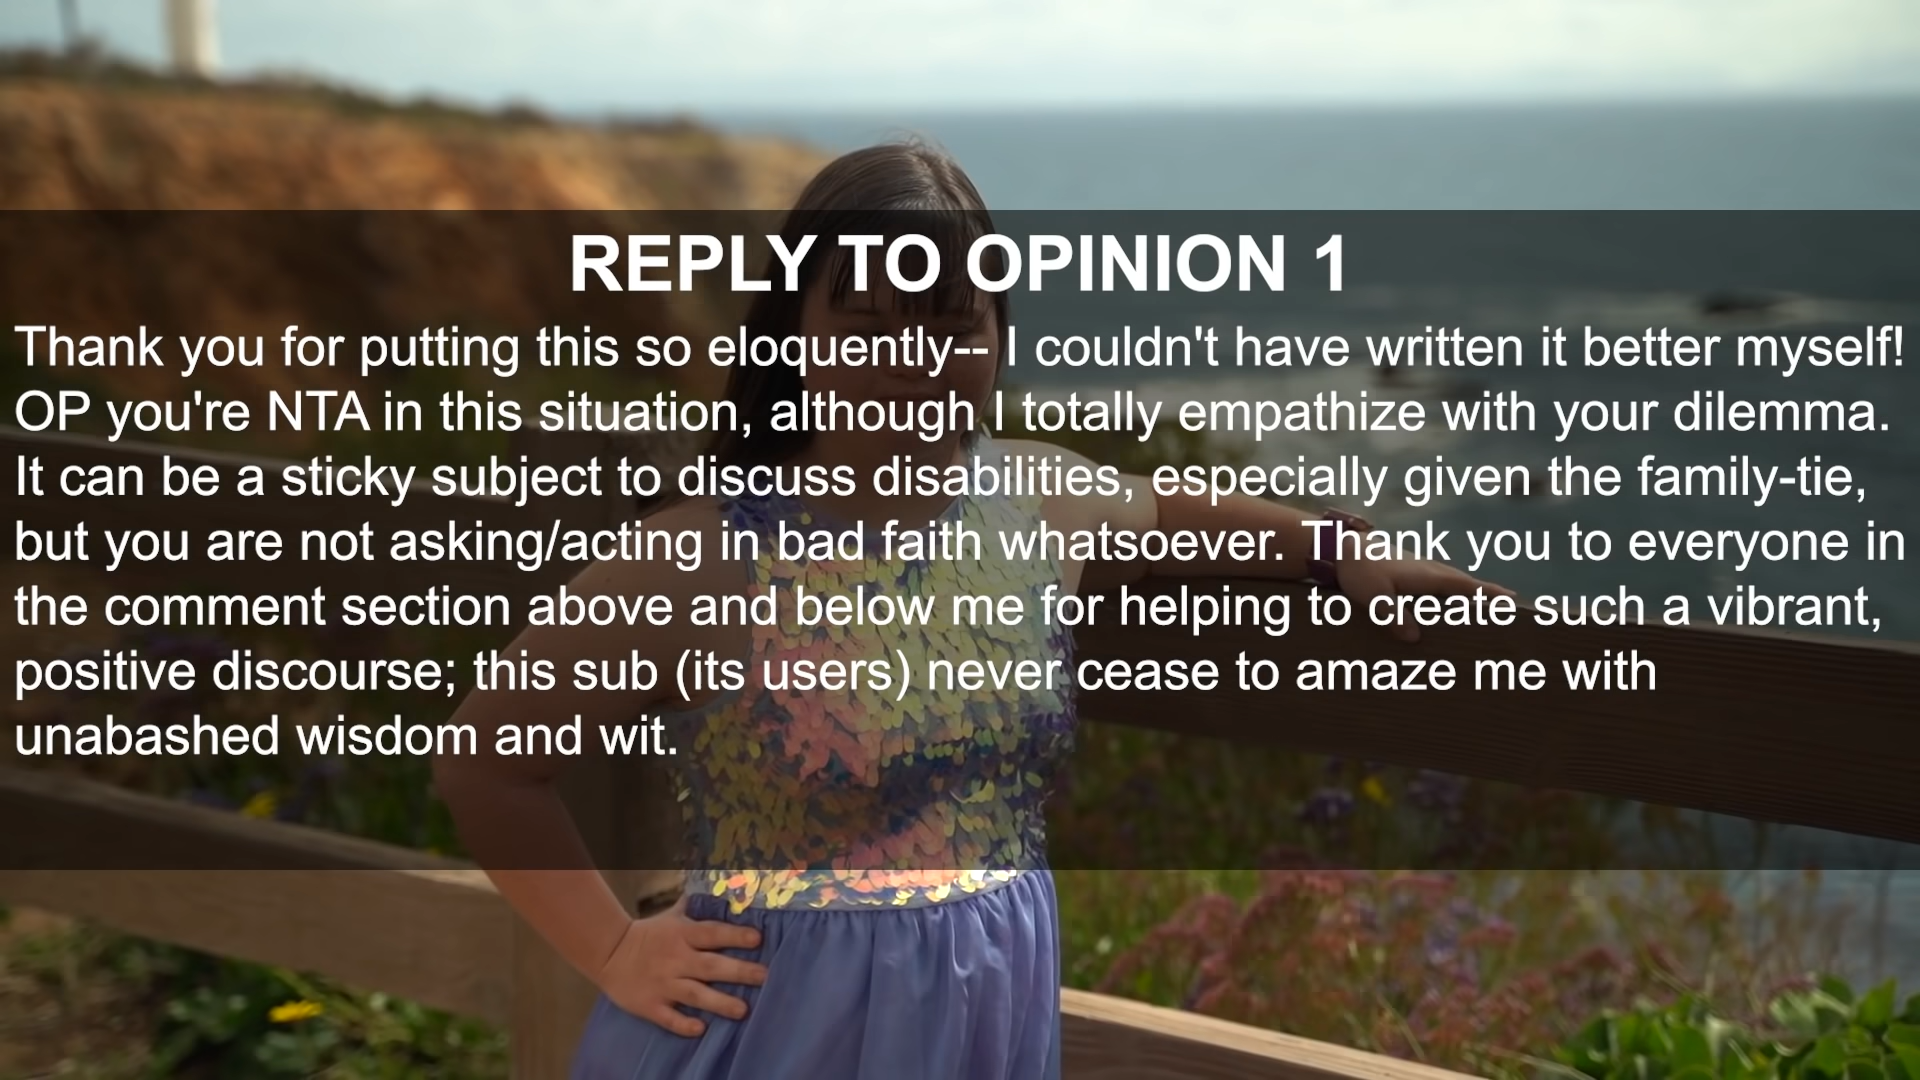 REPLY TO OPINION 1
Thank you for putting this so eloquently-- I couldn't have written it better myself!
OP you're NTA in this situation, although I totally empathize with your dilemma.
It can be a sticky subject to discuss disabilities, especially given the family-tie,
but you are not asking/acting in bad faith whatsoever. Thank you to everyone in
the comment section above and below me for helping to create such a vibrant,
positive discourse; this sub (its users) never cease to amaze me with
unabashed wisdom and wit.